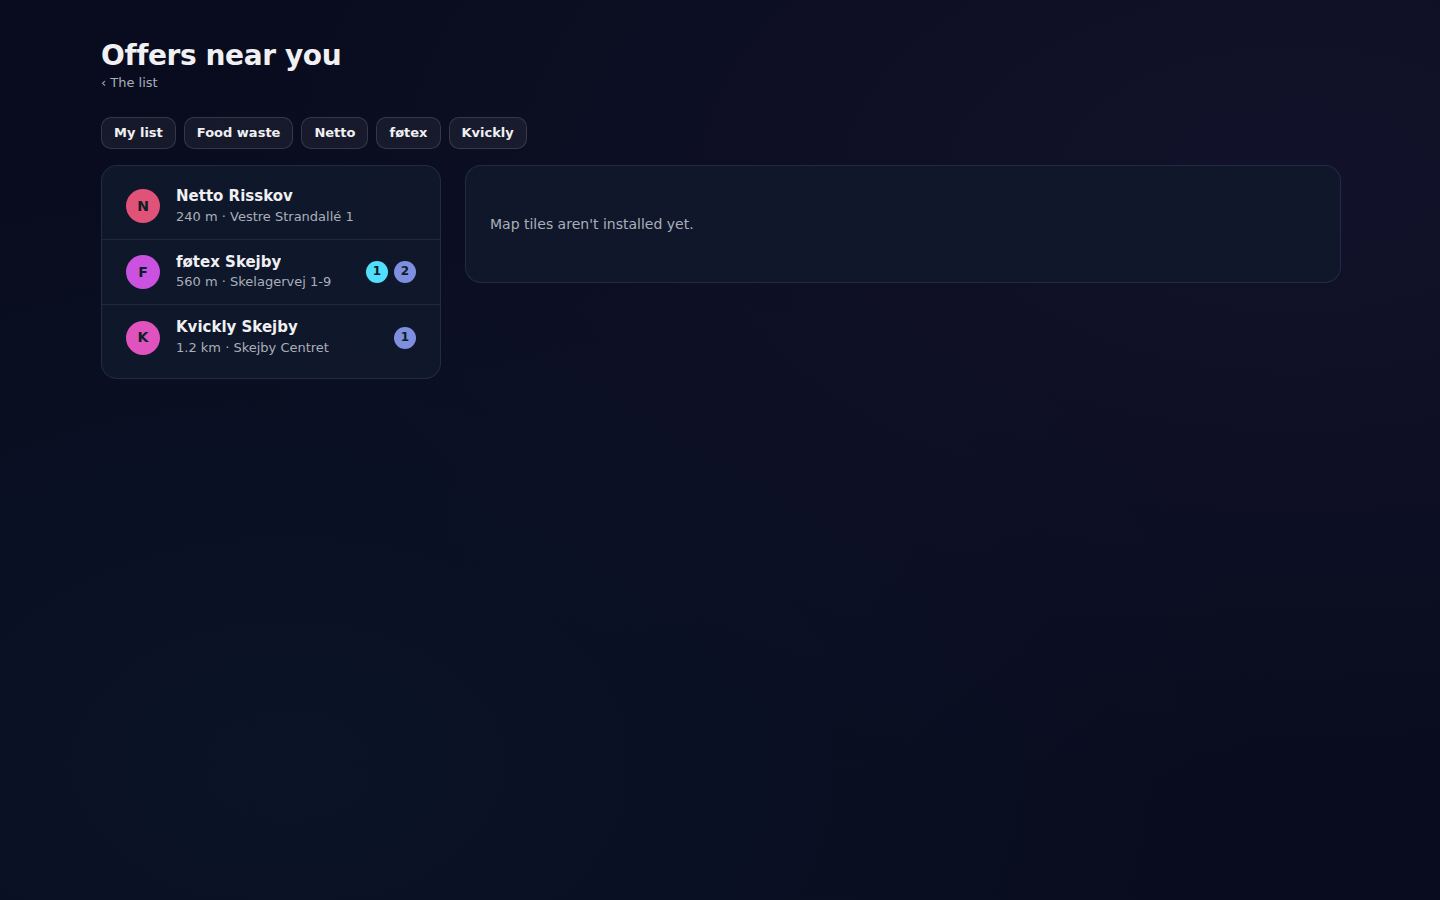 Offers near you
‹ The list
My list
Food waste
Netto
føtex
Kvickly
N
Netto Risskov
240 m · Vestre Strandallé 1
F
føtex Skejby
560 m · Skelagervej 1-9
1
2
K
Kvickly Skejby
1.2 km · Skejby Centret
1
Map tiles aren't installed yet.